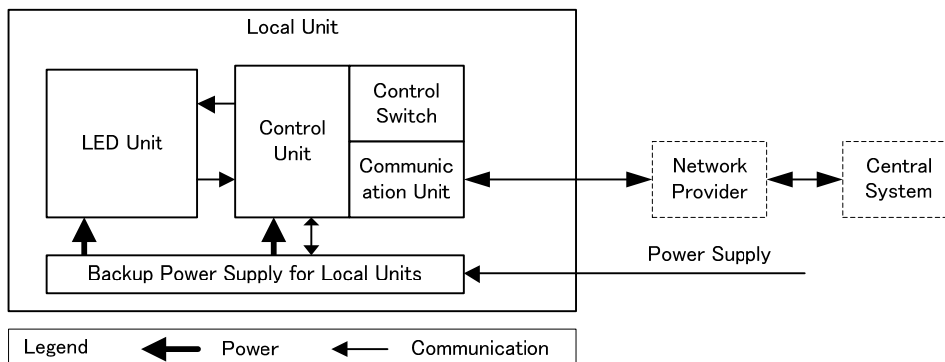 Local Unit
LED Unit
Control
Unit
Control
Switch
Communic
ation Unit
Network
Provider
Central
System
Backup Power Supply for Local Units
Power Supply
Legend
Power
Communication